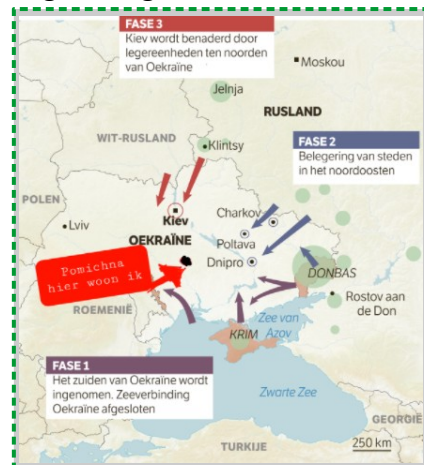 FASE 3
Kiev wordt benaderd door
legereenheden ten noorden
van Oekraïne
Moskou
Jelnja
RUSLAND
WIT-RUSLAND
Klintsy
FASE 2
Belegering van steden
in het noordoosten
POLEN
Lviv
Kiev
Charkov
OEKRAÏNE
Poltava
Dnipro
DONBAS
Pomichna
hier woon ik
ROEMENIË
Rostov aan
de Don
Zee van
Azov
KRIM
FASE 1
Het zuiden van Oekraïne wordt
ingenomen. Zeeverbinding
Oekraïne afgesloten
Zwarte Zee
GEORGIË
TURKIJE
250 km